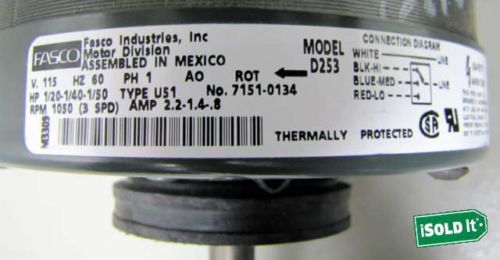 FASCO
Fasco Industries, Inc
Motor Division
ASSEMBLED IN MEXICO
V. 115 HZ 60 PH 1 AO ROT
HP 1/20-1/40-1/50 TYPE U51 No. 7151-0134
RPM 1050 (3 SPD) AMP 2.2-1.4-.8
MODEL
D253
CONNECTION DIAGRAM
WHITE LINE
BLK-HI
BLUE-MED LINE
RED-LO
THERMALLY PROTECTED
M3309
iSOLD It